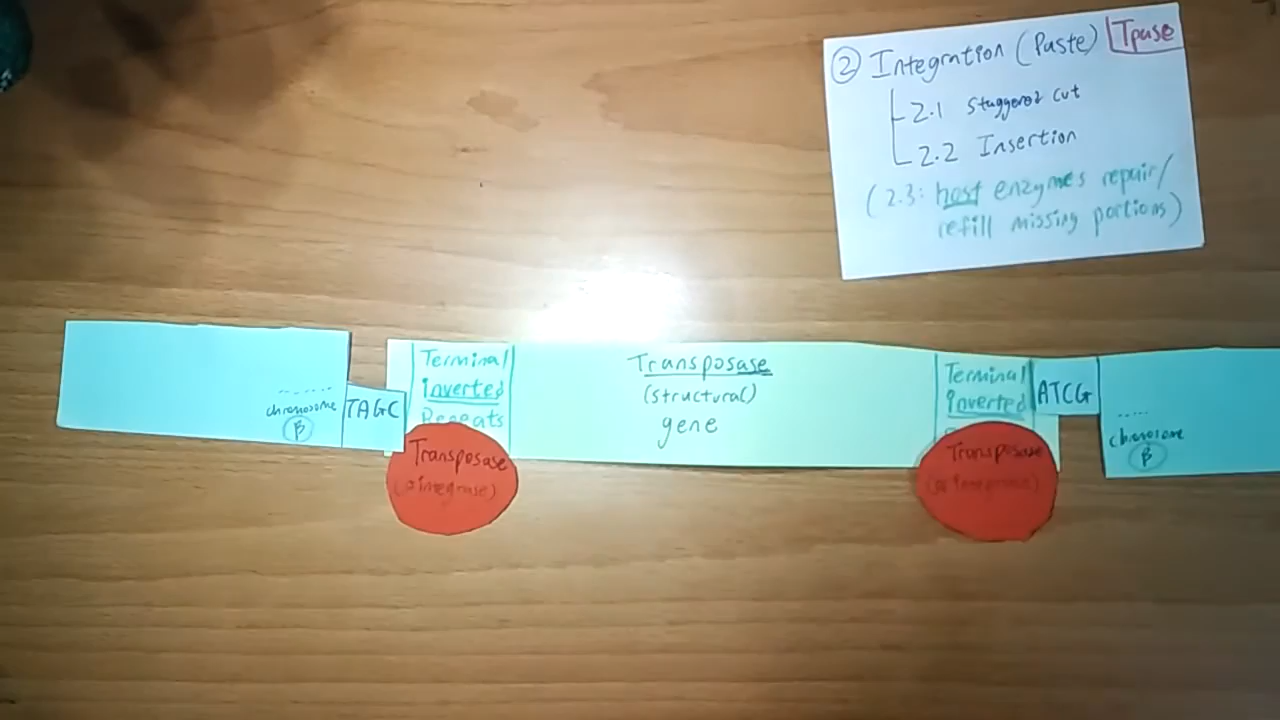 ② Integration (Paste) Tpase
2.1 Staggered cut
2.2 Insertion
(2.3: host enzymes repair/
refill missing portions)
Terminal
inverted
Repeats
Transposase
(structural)
gene
Terminal
inverted
chromosome
β
TAGC
ATCG
chromosome
β
Transposase
(a integrase)
Transposase